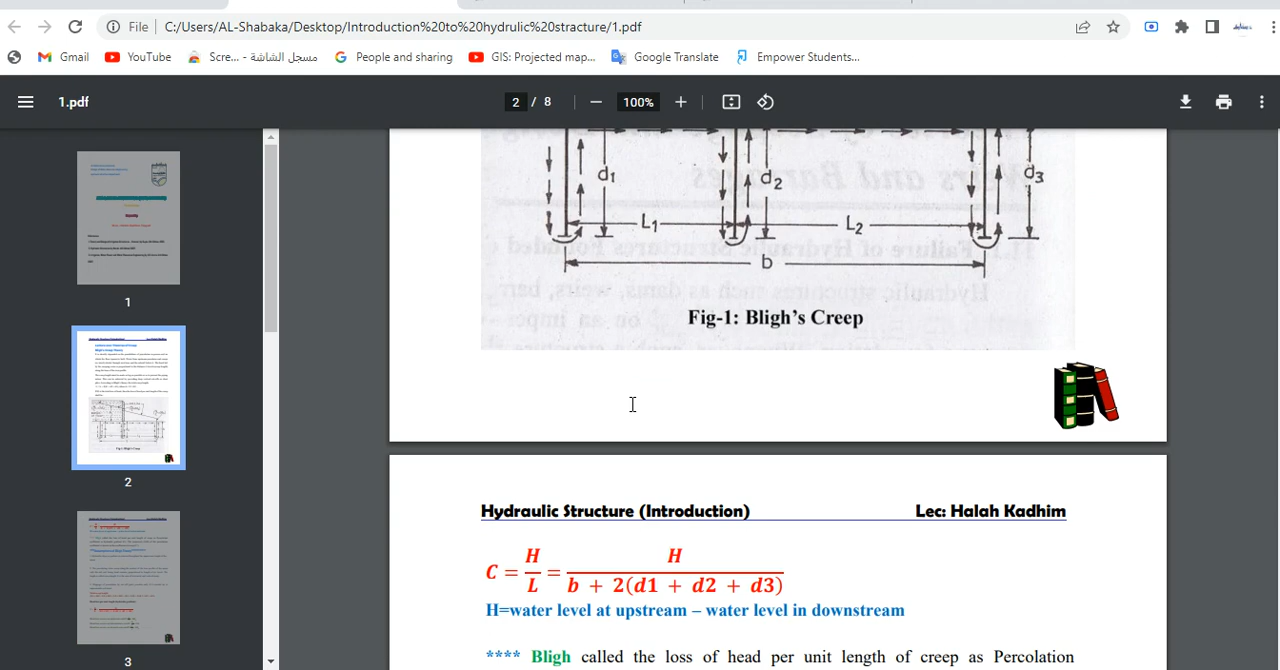 File
C:/Users/AL-Shabaka/Desktop/Introduction%20to%20hydrulic%20stracture/1.pdf
Gmail
YouTube
Scre... - مسجل الشاشة
People and sharing
GIS: Projected map...
Google Translate
Empower Students...
1.pdf
2 / 8
100%
d1
d2
d3
L1
L2
b
Fig-1: Bligh's Creep
1
2
3
Hydraulic Structure (Introduction)
Lec: Halah Kadhim
C = H/L = H/(b + 2(d1 + d2 + d3))
H=water level at upstream – water level in downstream
**** Bligh called the loss of head per unit length of creep as Percolation